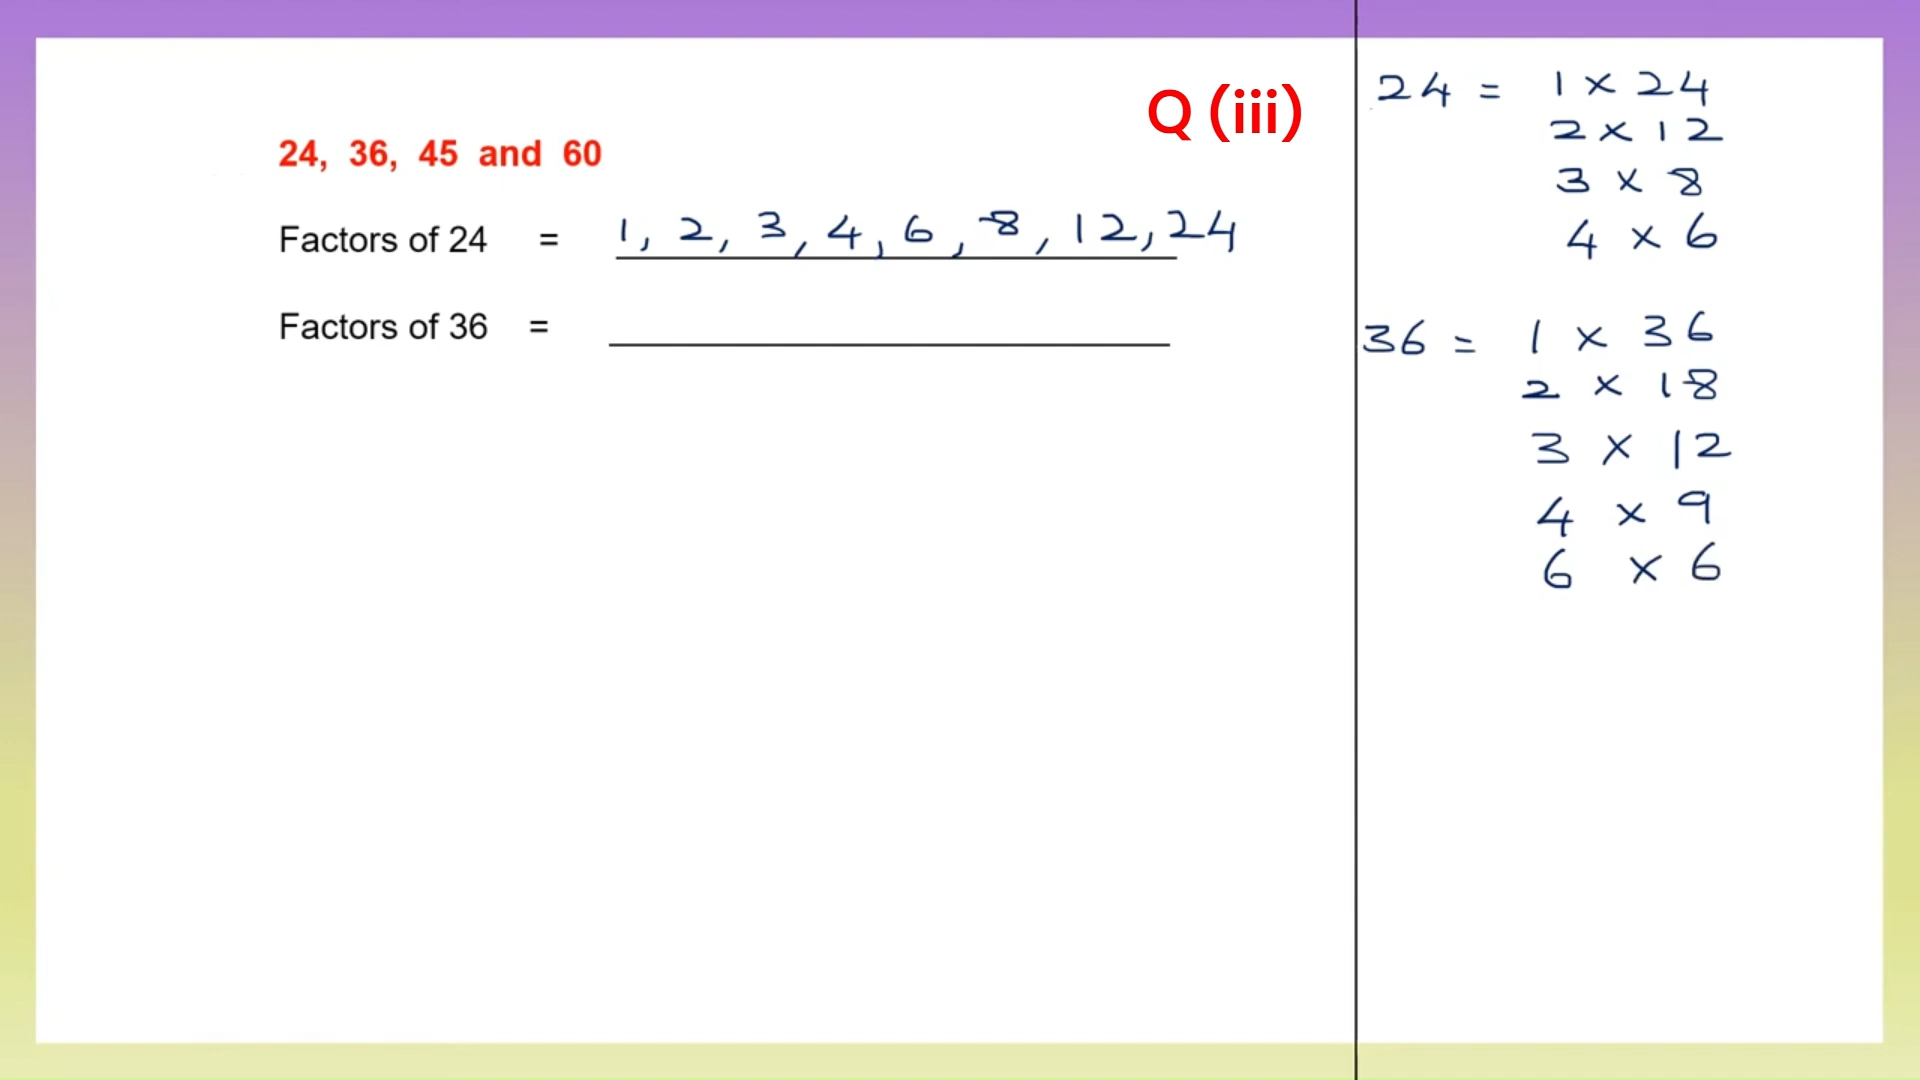 Q (iii)
24, 36, 45 and 60
Factors of 24 = 1, 2, 3, 4, 6, 8, 12, 24
Factors of 36 =
24 = 1 × 24
2 × 12
3 × 8
4 × 6
36 = 1 × 36
2 × 18
3 × 12
4 × 9
6 × 6